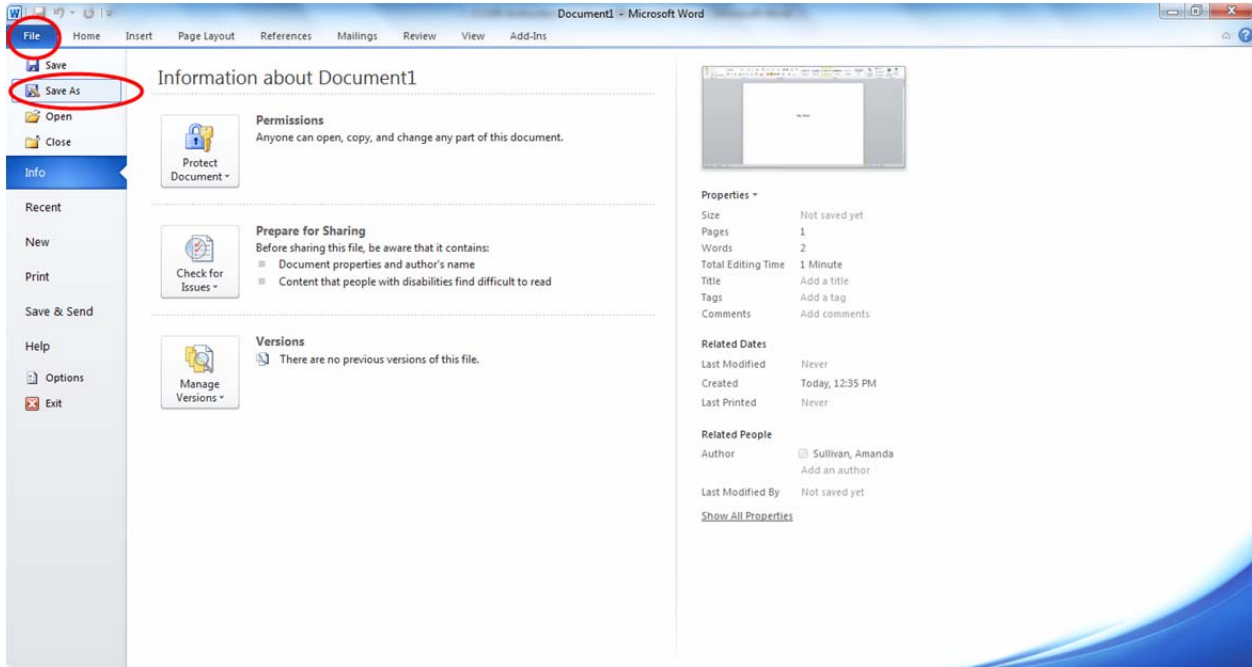 Document1 - Microsoft Word
File Home Insert Page Layout References Mailings Review View Add-Ins
Save
Save As
Open
Close
Info
Recent
New
Print
Save & Send
Help
Options
Exit
Information about Document1
Protect
Document
Permissions
Anyone can open, copy, and change any part of this document.
Check for
Issues
Prepare for Sharing
Before sharing this file, be aware that it contains:
Document properties and author's name
Content that people with disabilities find difficult to read
Manage
Versions
Versions
There are no previous versions of this file.
Properties
Size Not saved yet
Pages 1
Words 2
Total Editing Time 1 Minute
Title Add a title
Tags Add a tag
Comments Add comments
Related Dates
Last Modified Never
Created Today, 12:35 PM
Last Printed Never
Related People
Author Sullivan, Amanda
Add an author
Last Modified By Not saved yet
Show All Properties